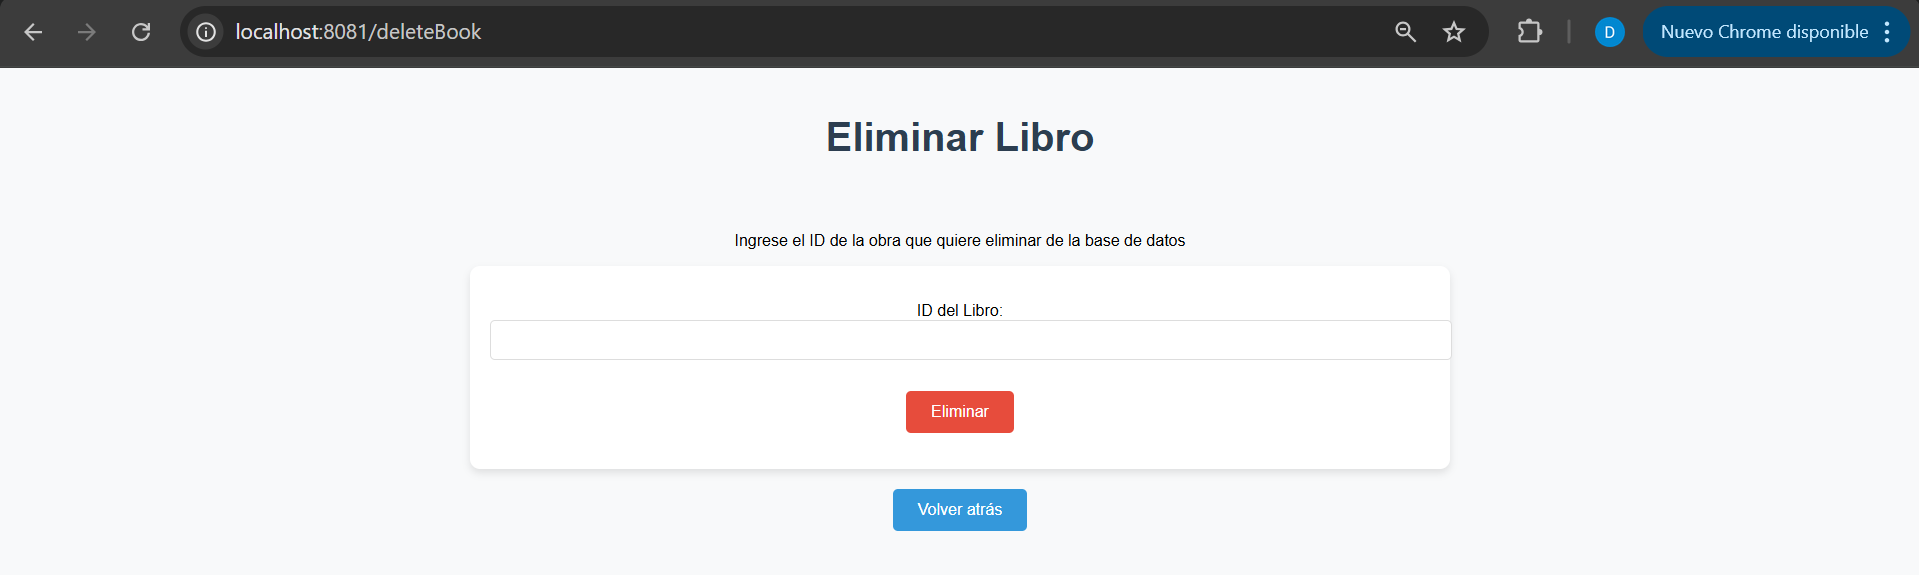 localhost:8081/deleteBook
D
Nuevo Chrome disponible
Eliminar Libro
Ingrese el ID de la obra que quiere eliminar de la base de datos
ID del Libro:
Eliminar
Volver atrás